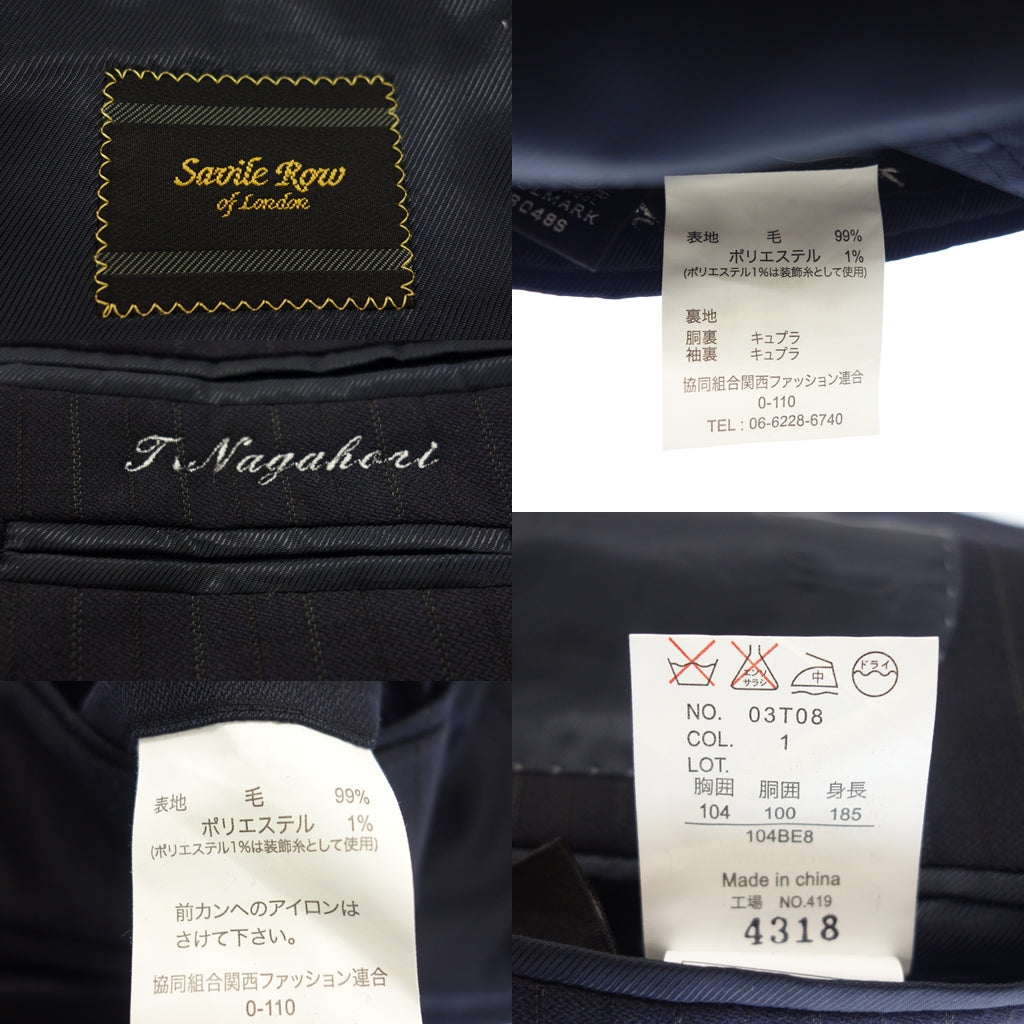 Savile Row
of London
T.Nagahori
MARK
表地 毛 99%
ポリエステル 1%
(ポリエステル1%は装飾糸として使用)
裏地
胴裏 キュプラ
袖裏 キュプラ
協同組合関西ファッション連合
0-110
TEL : 06-6228-6740
表地 毛 99%
ポリエステル 1%
(ポリエステル1%は装飾糸として使用)
前カンへのアイロンは
さけて下さい。
協同組合関西ファッション連合
0-110
エンソ
サラシ
中
ドライ
NO. 03T08
COL. 1
LOT.
胸囲 胴囲 身長
104 100 185
104BE8
Made in china
工場 NO.419
4318